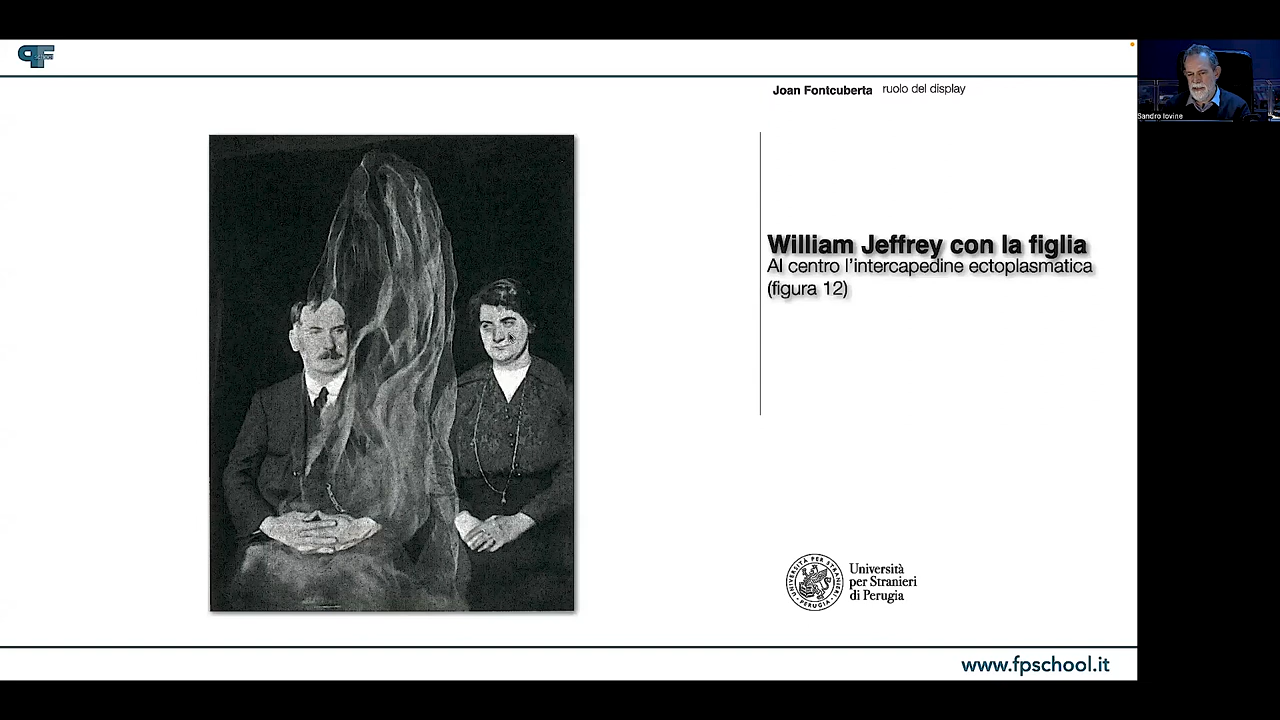 Joan Fontcuberta ruolo del display
Sandro Iovine
William Jeffrey con la figlia
Al centro l'intercapedine ectoplasmatica
(figura 12)
Università
per Stranieri
di Perugia
www.fpschool.it